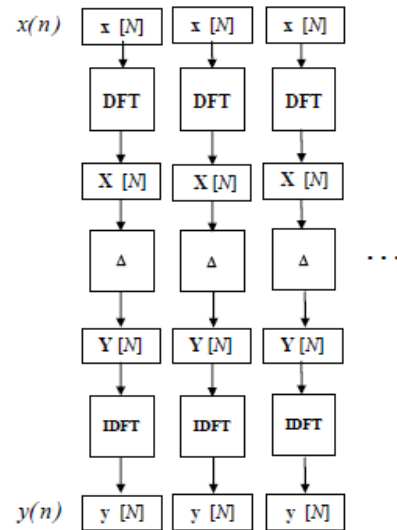 x(n) x [N] x [N] x [N]
DFT DFT DFT
X [N] X [N] X [N]
Δ Δ Δ ...
Y [N] Y [N] Y [N]
IDFT IDFT IDFT
y(n) y [N] y [N] y [N]